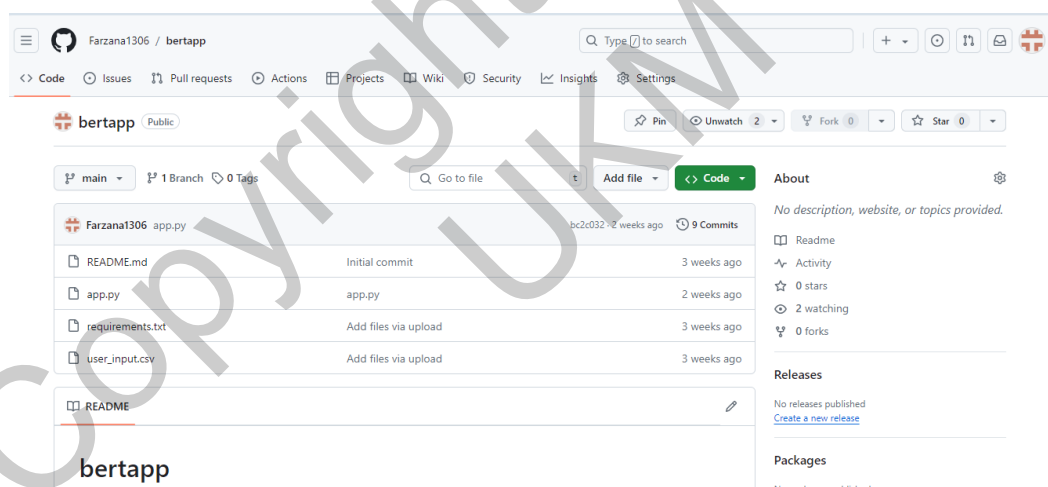 Farzana1306 / bertapp
Type / to search
Code Issues Pull requests Actions Projects Wiki Security Insights Settings
bertapp Public
Pin Unwatch 2 Fork 0 Star 0
main 1 Branch 0 Tags Go to file t Add file Code
Farzana1306 app.py bc2c032 · 2 weeks ago 9 Commits
README.md Initial commit 3 weeks ago
app.py app.py 2 weeks ago
requirements.txt Add files via upload 3 weeks ago
user_input.csv Add files via upload 3 weeks ago
README
bertapp
About
No description, website, or topics provided.
Readme
Activity
0 stars
2 watching
0 forks
Releases
No releases published
Create a new release
Packages
Copyright
UKM